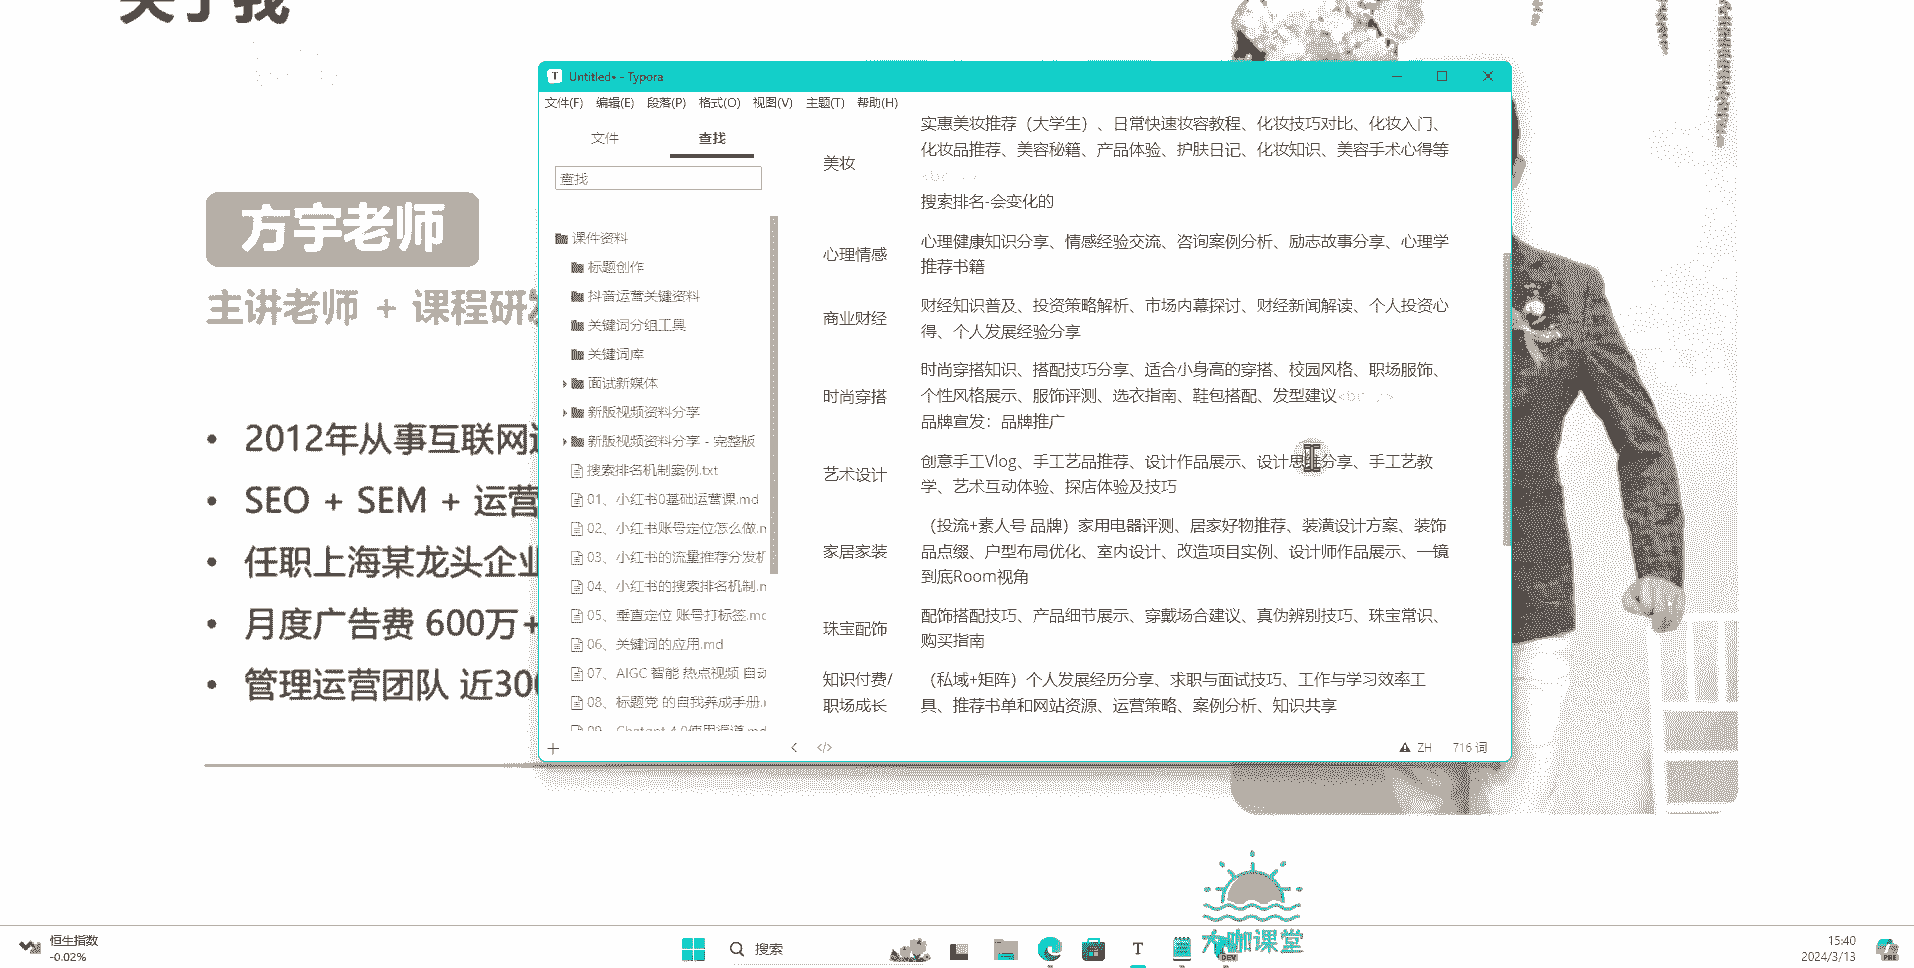 关于我
方宇老师
主讲老师 + 课程研
2012年从事互联网
SEO + SEM + 运营
任职上海某龙头企业
月度广告费 600万+
管理运营团队 近300
Untitled• - Typora
文件(F) 编辑(E) 段落(P) 格式(O) 视图(V) 主题(T) 帮助(H)
文件 查找
查找
课件资料
标题创作
抖音运营关键资料
关键词分组工具
关键词库
面试新媒体
新版视频资料分享
新版视频资料分享 - 完整版
搜索排名机制案例.txt
01、小红书0基础运营课.md
02、小红书账号定位怎么做.m
03、小红书的流量推荐分发机
04、小红书的搜索排名机制.m
05、垂直定位 账号打标签.mc
06、关键词的应用.md
07、AIGC 智能 热点视频 自动
08、标题党 的自我养成手册.
美妆
实惠美妆推荐（大学生）、日常快速妆容教程、化妆技巧对比、化妆入门、
化妆品推荐、美容秘籍、产品体验、护肤日记、化妆知识、美容手术心得等
搜索排名-会变化的
心理情感
心理健康知识分享、情感经验交流、咨询案例分析、励志故事分享、心理学
推荐书籍
商业财经
财经知识普及、投资策略解析、市场内幕探讨、财经新闻解读、个人投资心
得、个人发展经验分享
时尚穿搭
时尚穿搭知识、搭配技巧分享、适合小身高的穿搭、校园风格、职场服饰、
个性风格展示、服饰评测、选衣指南、鞋包搭配、发型建议
品牌宣发：品牌推广
艺术设计
创意手工Vlog、手工艺品推荐、设计作品展示、设计思维分享、手工艺教
学、艺术互动体验、探店体验及技巧
家居家装
（投流+素人号 品牌）家用电器评测、居家好物推荐、装潢设计方案、装饰
品点缀、户型布局优化、室内设计、改造项目实例、设计师作品展示、一镜
到底Room视角
珠宝配饰
配饰搭配技巧、产品细节展示、穿戴场合建议、真伪辨别技巧、珠宝常识、
购买指南
知识付费/
职场成长
（私域+矩阵）个人发展经历分享、求职与面试技巧、工作与学习效率工
具、推荐书单和网站资源、运营策略、案例分析、知识共享
ZH 716 词
大咖课堂
恒生指数
-0.02%
搜索
DEV
15:40
2024/3/13
PRE